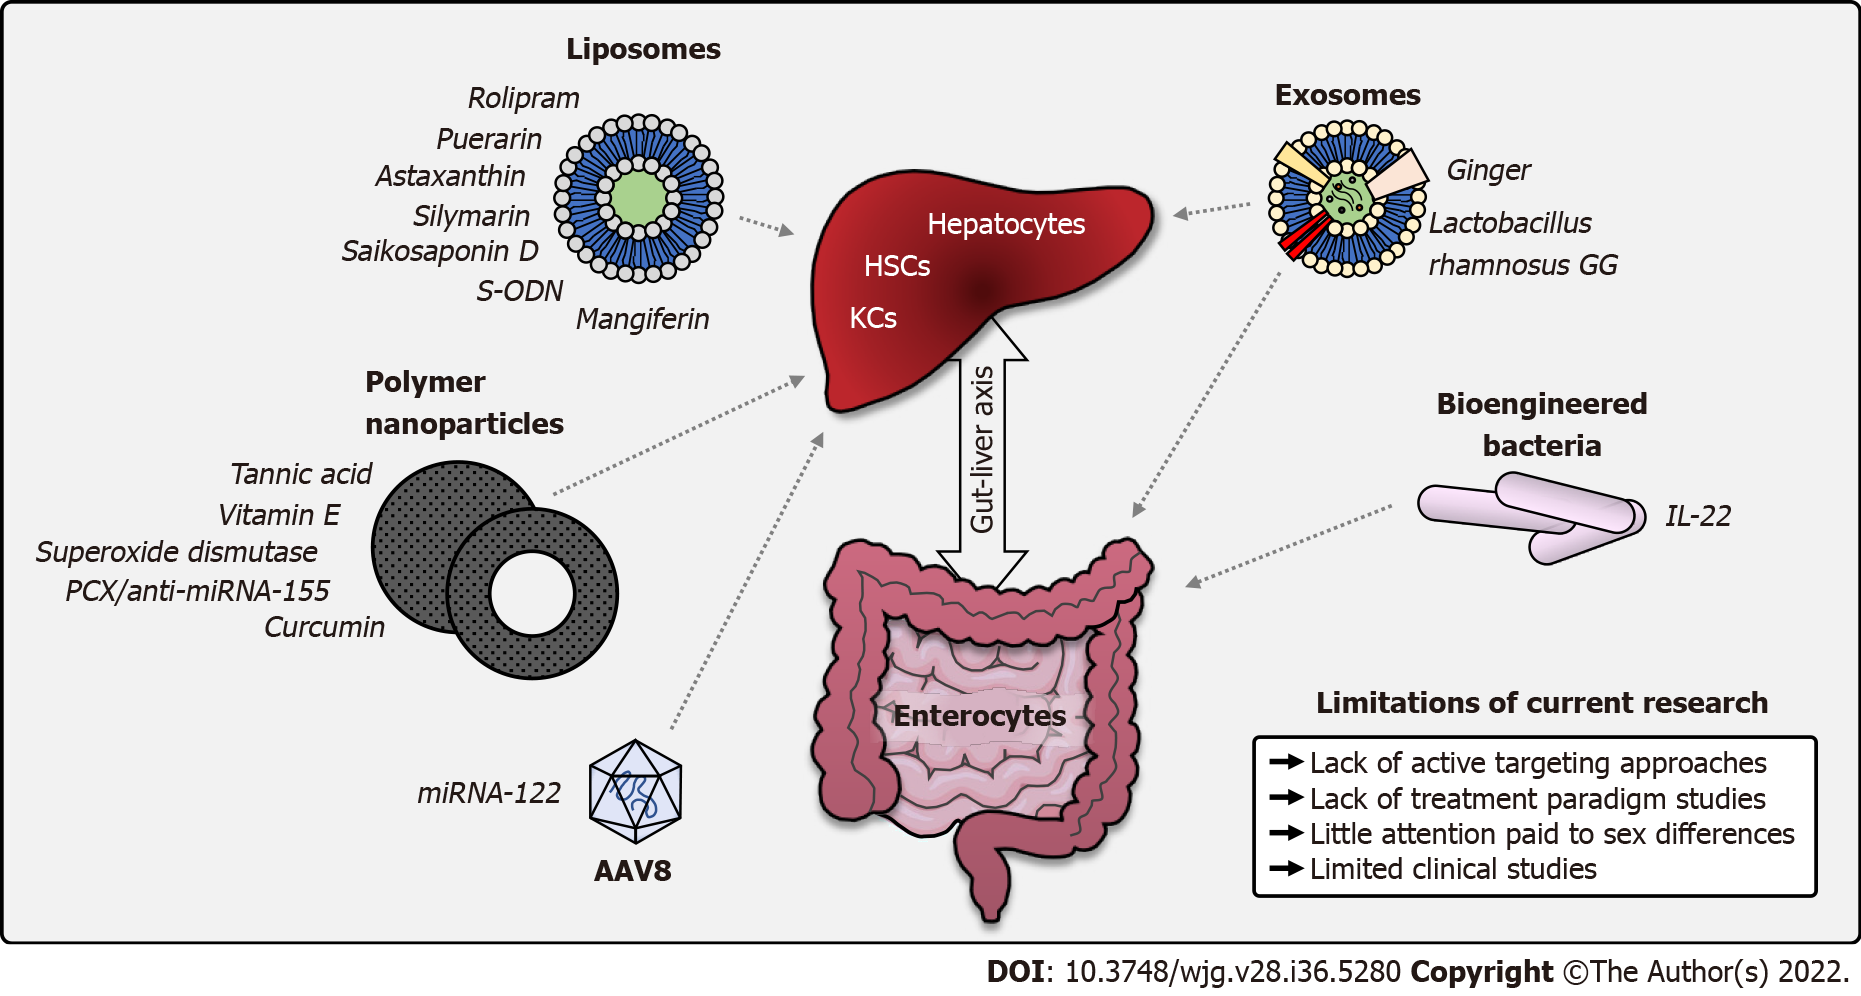 Liposomes
Rolipram
Puerarin
Astaxanthin
Silymarin
Saikosaponin D
S-ODN
Mangiferin
Exosomes
Ginger
Lactobacillus
rhamnosus GG
Hepatocytes
HSCs
KCs
Gut-liver axis
Polymer
nanoparticles
Tannic acid
Vitamin E
Superoxide dismutase
PCX/anti-miRNA-155
Curcumin
Bioengineered
bacteria
IL-22
Enterocytes
miRNA-122
AAV8
Limitations of current research
Lack of active targeting approaches
Lack of treatment paradigm studies
Little attention paid to sex differences
Limited clinical studies
DOI: 10.3748/wjg.v28.i36.5280 Copyright ©The Author(s) 2022.